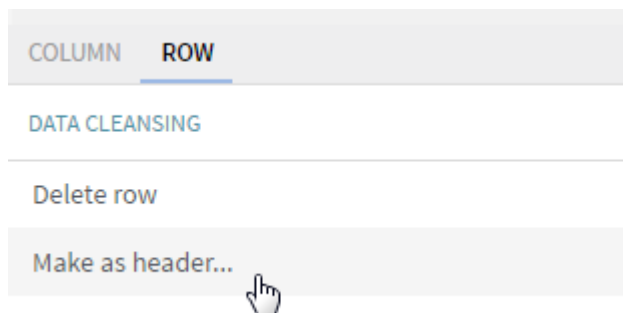 COLUMN ROW
DATA CLEANSING
Delete row
Make as header...